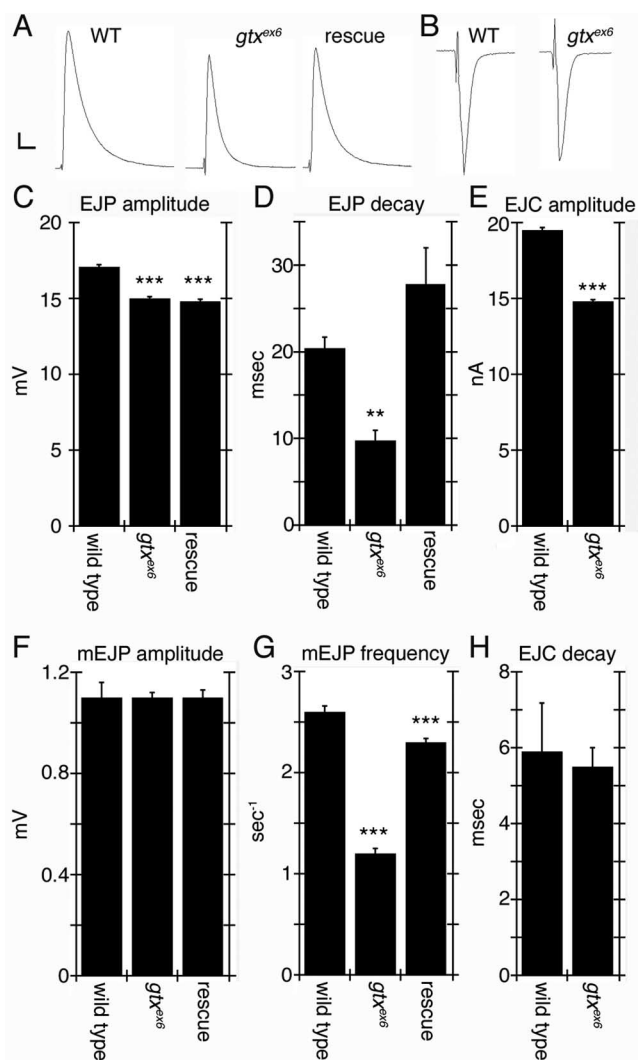 A
WT
gtx^ex6
rescue
B
WT
gtx^ex6
C
EJP amplitude
20
15
10
5
0
mV
***
***
wild type
gtx^ex6
rescue
D
EJP decay
30
20
10
0
msec
**
wild type
gtx^ex6
rescue
E
EJC amplitude
20
15
10
5
0
nA
***
wild type
gtx^ex6
F
mEJP amplitude
1.2
0.8
0.4
0
mV
wild type
gtx^ex6
rescue
G
mEJP frequency
3
2
1
0
sec⁻¹
***
***
wild type
gtx^ex6
rescue
H
EJC decay
8
6
4
2
0
msec
wild type
gtx^ex6